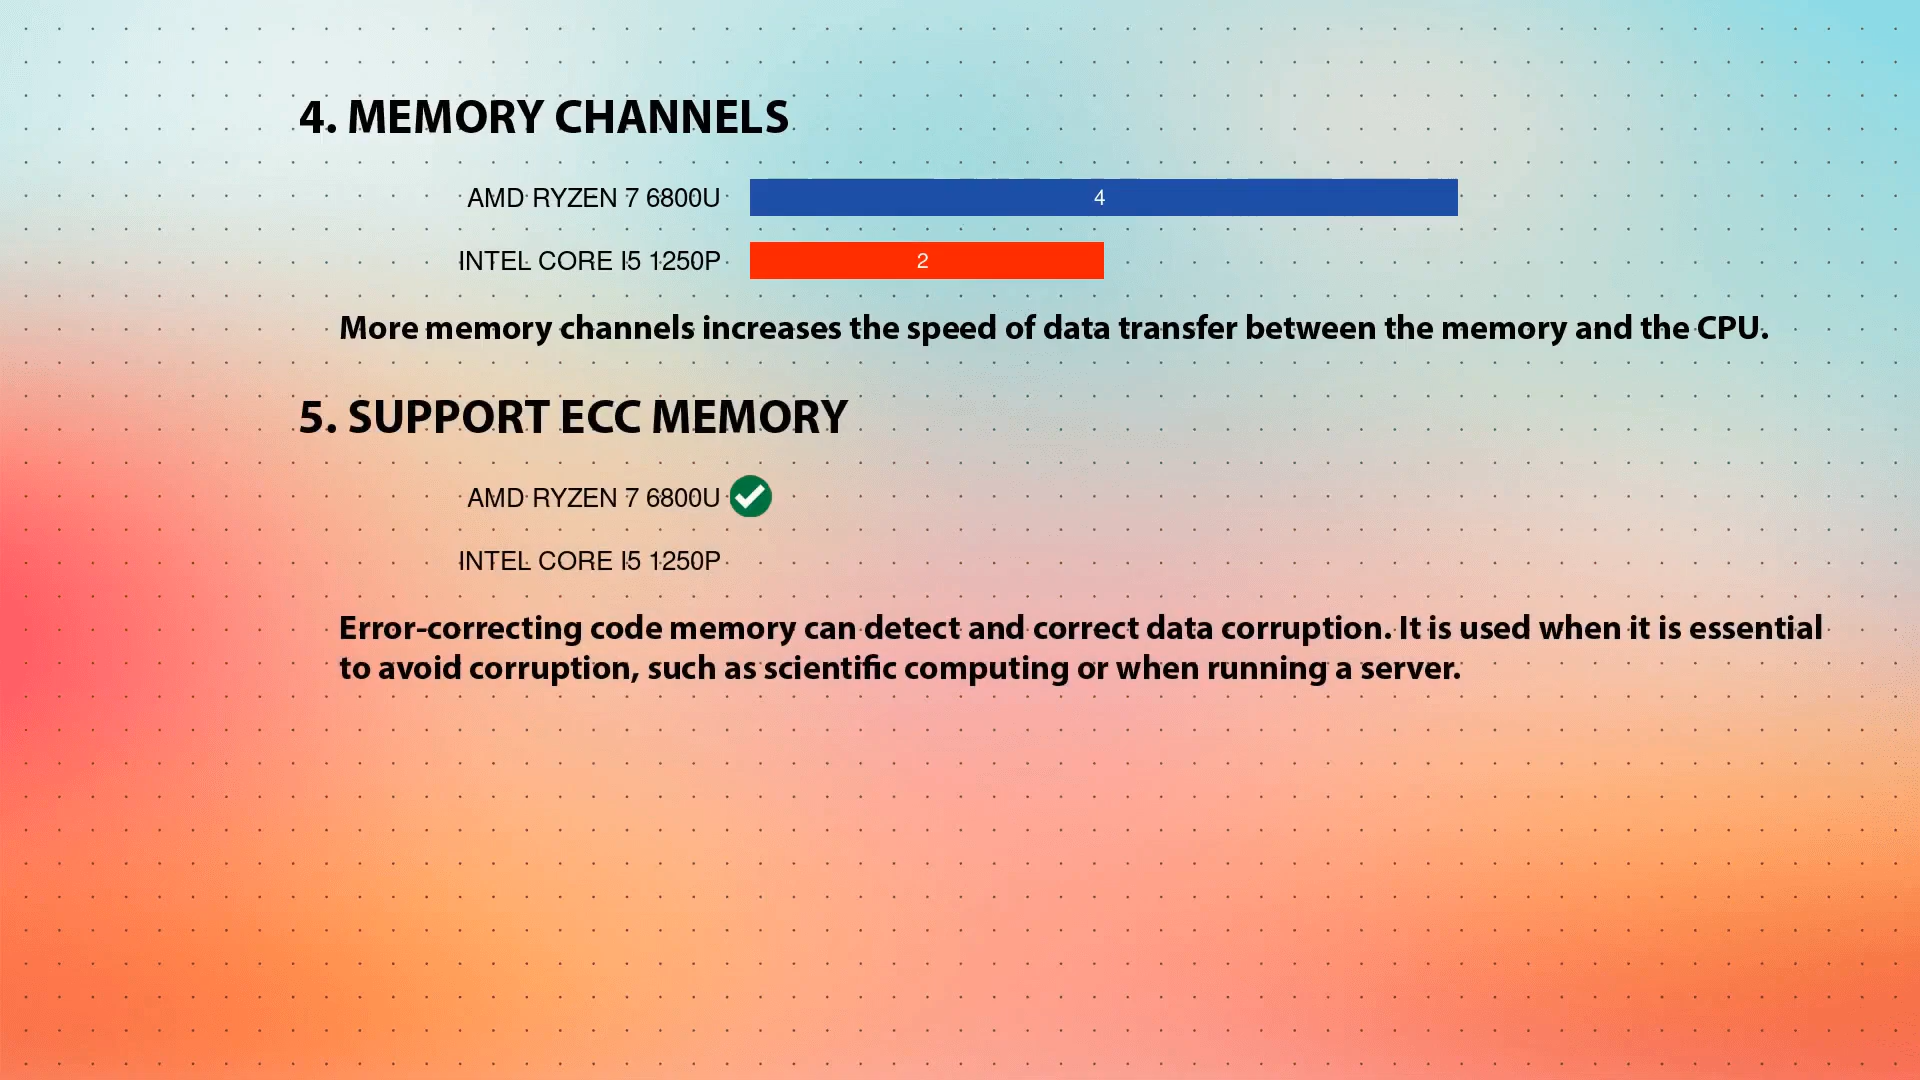 4. MEMORY CHANNELS
AMD RYZEN 7 6800U
4
INTEL CORE I5 1250P
2
More memory channels increases the speed of data transfer between the memory and the CPU.
5. SUPPORT ECC MEMORY
AMD RYZEN 7 6800U
INTEL CORE I5 1250P
Error-correcting code memory can detect and correct data corruption. It is used when it is essential
to avoid corruption, such as scientific computing or when running a server.